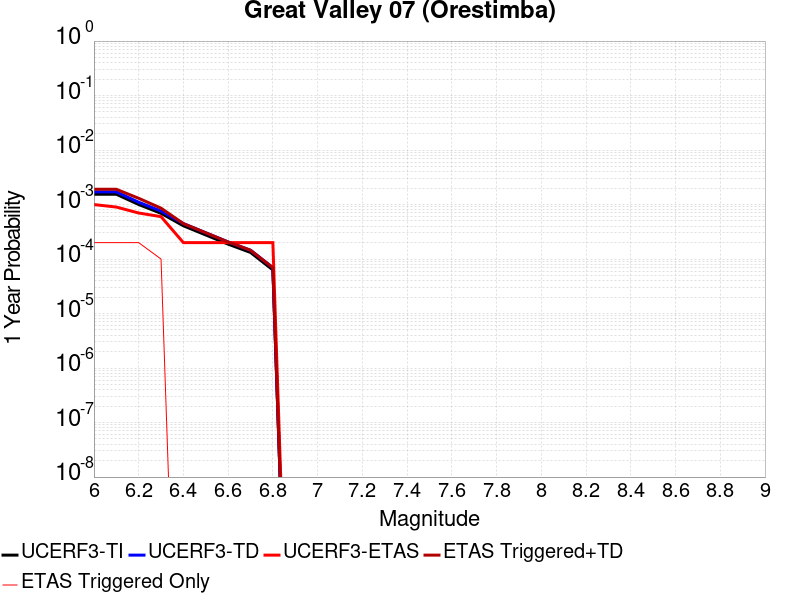 Great Valley 07 (Orestimba)
10^0
10^-1
10^-2
10^-3
10^-4
10^-5
10^-6
10^-7
10^-8
1 Year Probability
6 6.2 6.4 6.6 6.8 7 7.2 7.4 7.6 7.8 8 8.2 8.4 8.6 8.8 9
Magnitude
UCERF3-TI UCERF3-TD UCERF3-ETAS ETAS Triggered+TD
ETAS Triggered Only